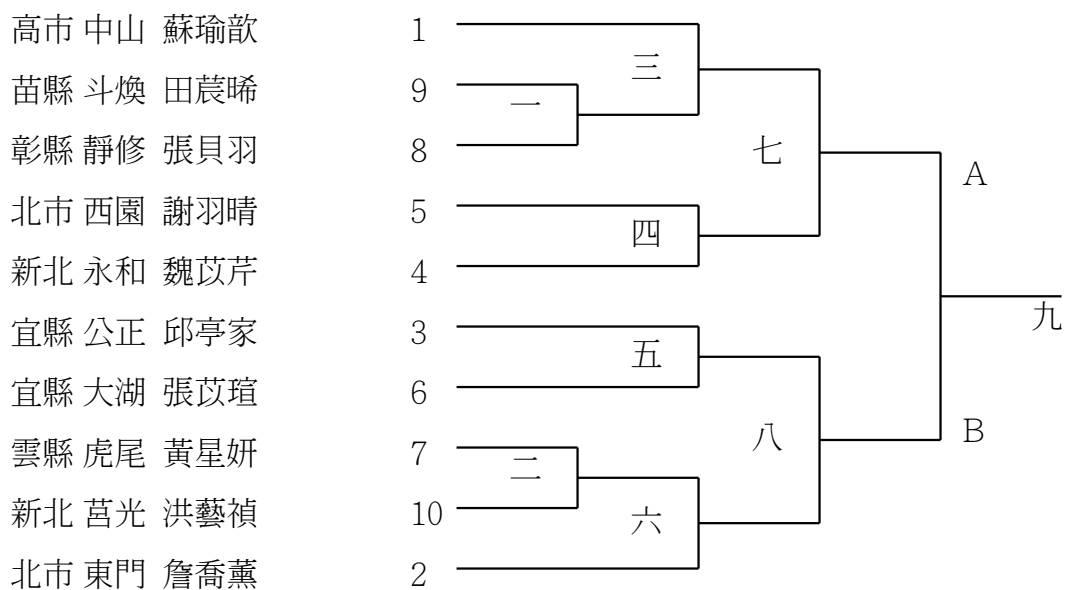 高市 中山 蘇瑜歆 1
三
苗縣 斗煥 田莀晞 9
一
彰縣 靜修 張貝羽 8
七
A
北市 西園 謝羽晴 5
四
新北 永和 魏苡芹 4
九
宜縣 公正 邱亭家 3
五
宜縣 大湖 張苡瑄 6
八
B
雲縣 虎尾 黃星妍 7
二
新北 莒光 洪藝禎 10
六
北市 東門 詹喬薰 2